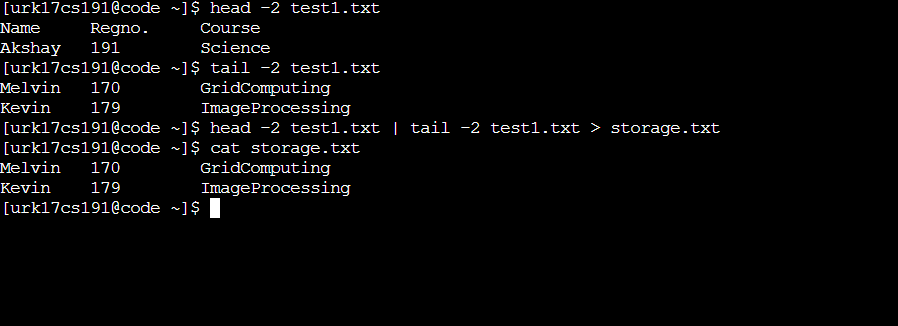 [urk17cs191@code ~]$ head -2 test1.txt
Name Regno. Course
Akshay 191 Science
[urk17cs191@code ~]$ tail -2 test1.txt
Melvin 170 GridComputing
Kevin 179 ImageProcessing
[urk17cs191@code ~]$ head -2 test1.txt | tail -2 test1.txt > storage.txt
[urk17cs191@code ~]$ cat storage.txt
Melvin 170 GridComputing
Kevin 179 ImageProcessing
[urk17cs191@code ~]$